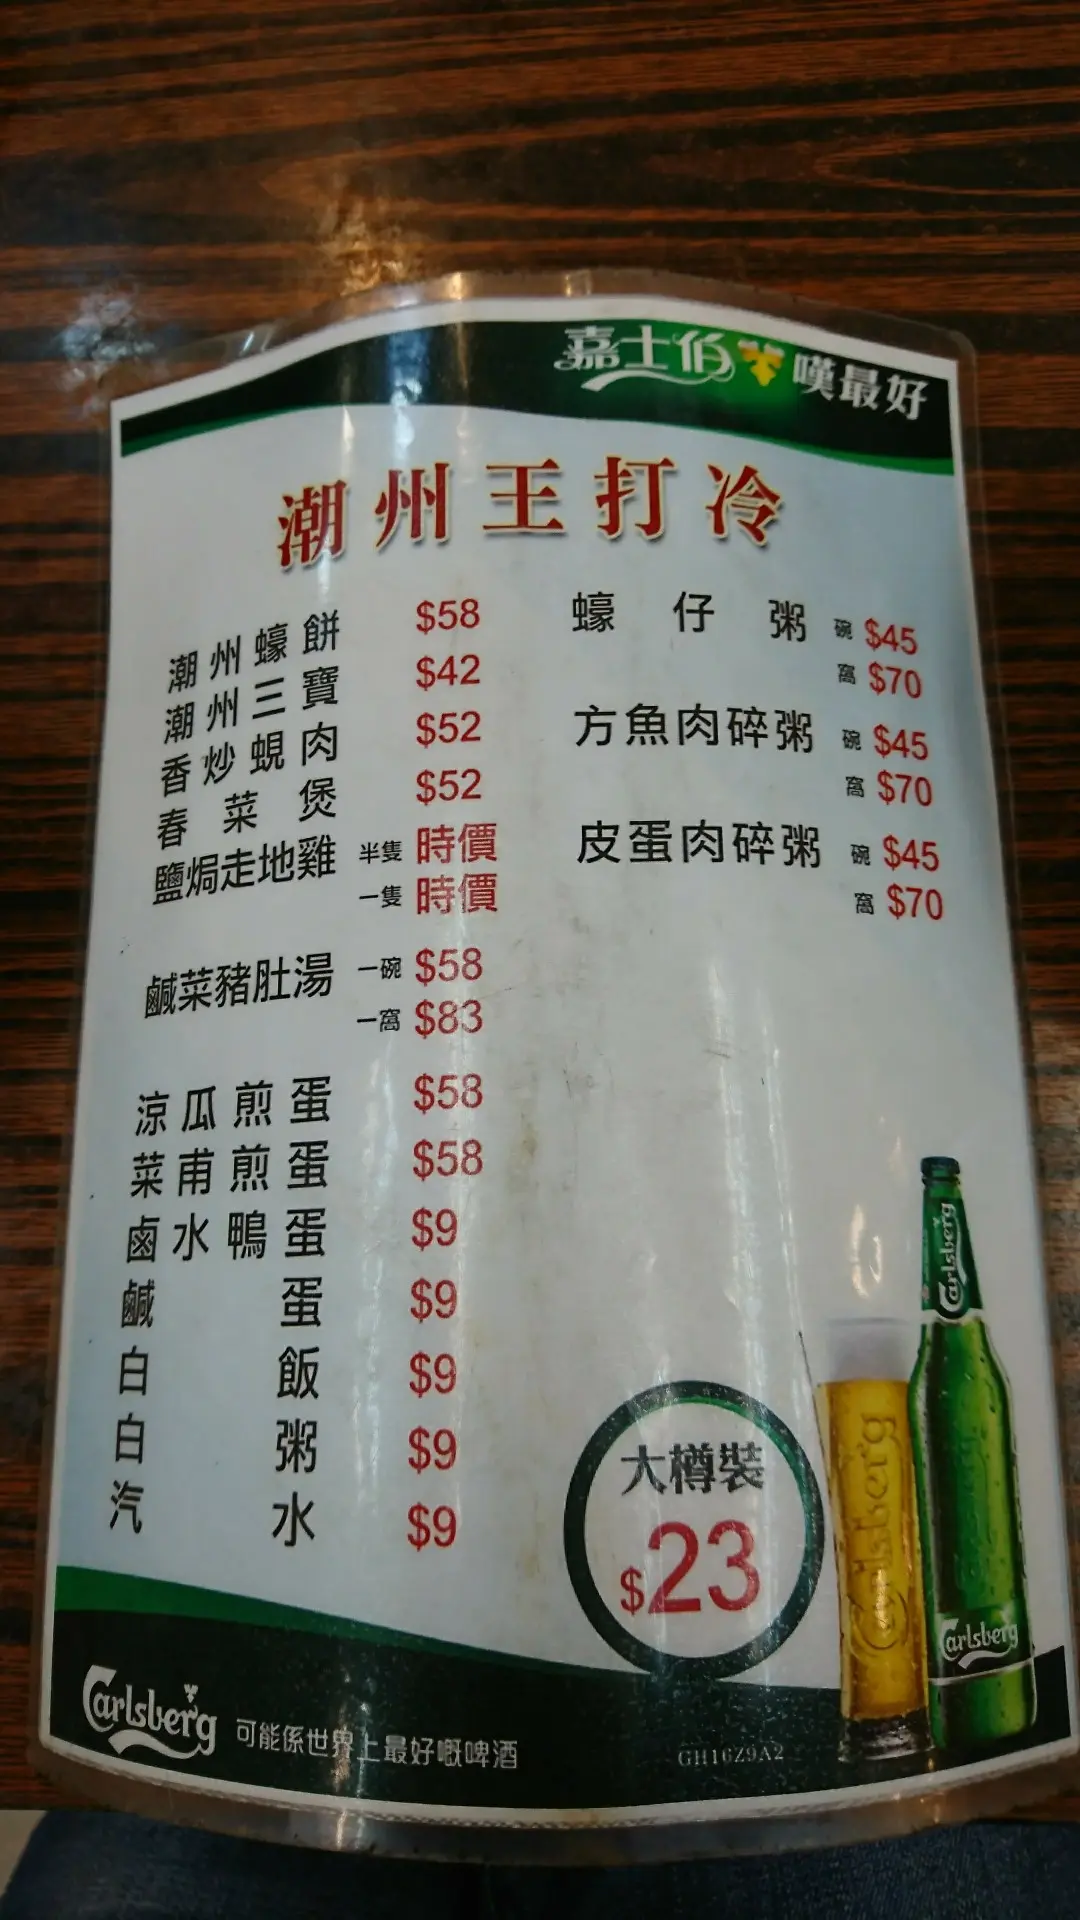 嘉士伯 嘆最好
潮州王打冷
潮州蠔餅 $58
潮州三寶 $42
香炒蜆肉 $52
春菜煲 $52
鹽焗走地雞 半隻 時價
一隻 時價
鹹菜豬肚湯 一碗 $58
一窩 $83
涼瓜煎蛋 $58
菜甫煎蛋 $58
鹵水鴨蛋 $9
鹹蛋 $9
白飯 $9
白粥 $9
汽水 $9
蠔仔粥 碗 $45
窩 $70
方魚肉碎粥 碗 $45
窩 $70
皮蛋肉碎粥 碗 $45
窩 $70
大樽裝
$23
Carlsberg
Carlsberg
Carlsberg
Carlsberg 可能係世界上最好嘅啤酒
GH16Z9A2